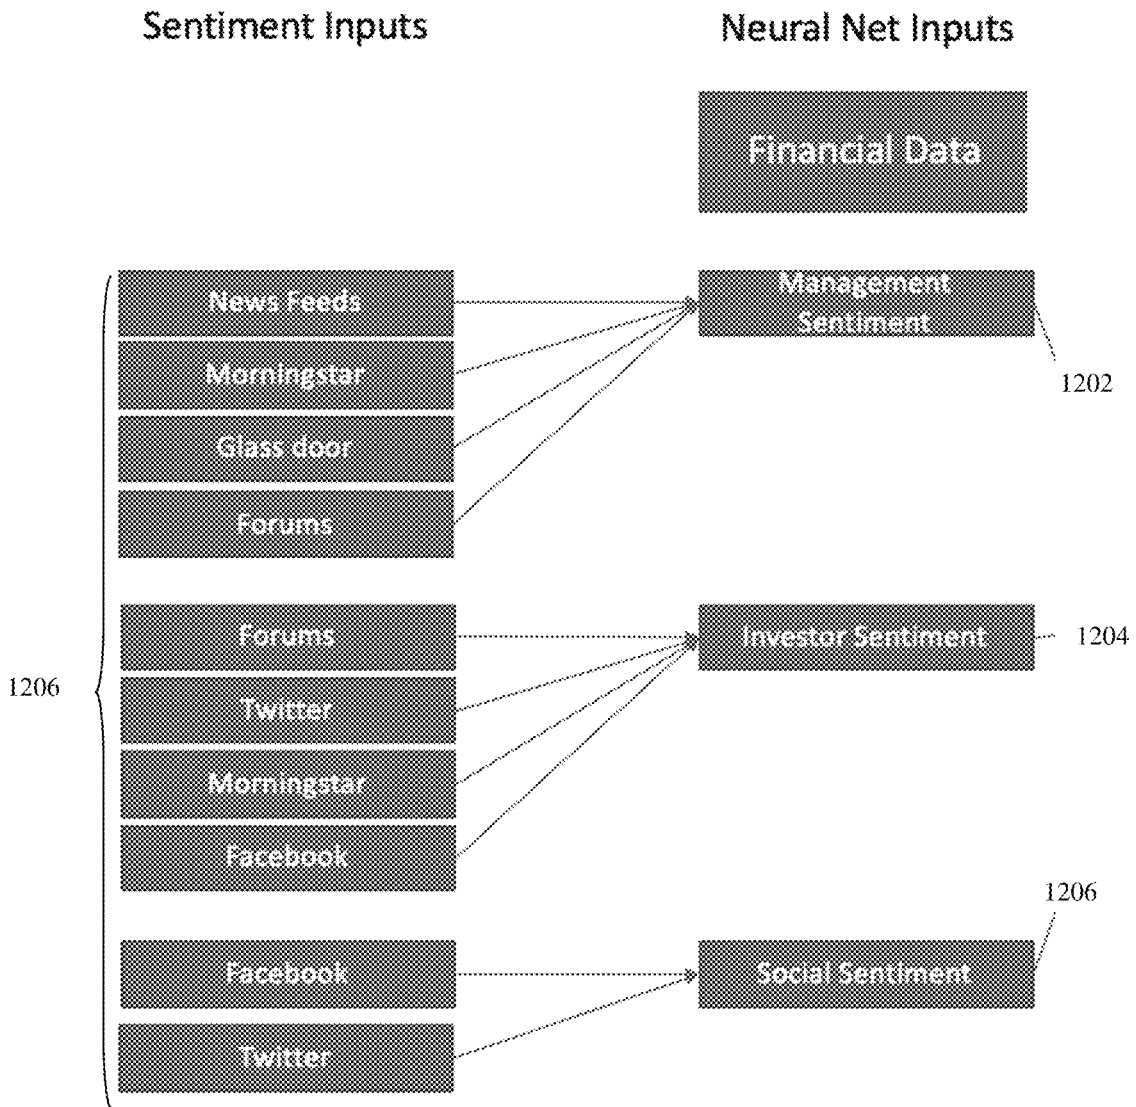 Sentiment Inputs
Neural Net Inputs
Financial Data
News Feeds
Morningstar
Glass door
Forums
Management
Sentiment
1202
Forums
Twitter
Morningstar
Facebook
Investor Sentiment
1204
1206
Facebook
Twitter
Social Sentiment
1206